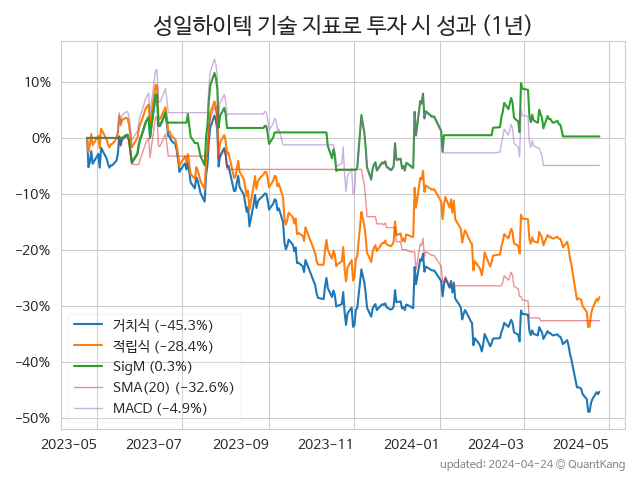 성일하이텍 기술 지표로 투자 시 성과 (1년)
10%
0%
−10%
−20%
−30%
−40%
−50%
거치식 (−45.3%)
적립식 (−28.4%)
SigM (0.3%)
SMA(20) (−32.6%)
MACD (−4.9%)
2023-05 2023-07 2023-09 2023-11 2024-01 2024-03 2024-05
updated: 2024-04-24 @ QuantKang